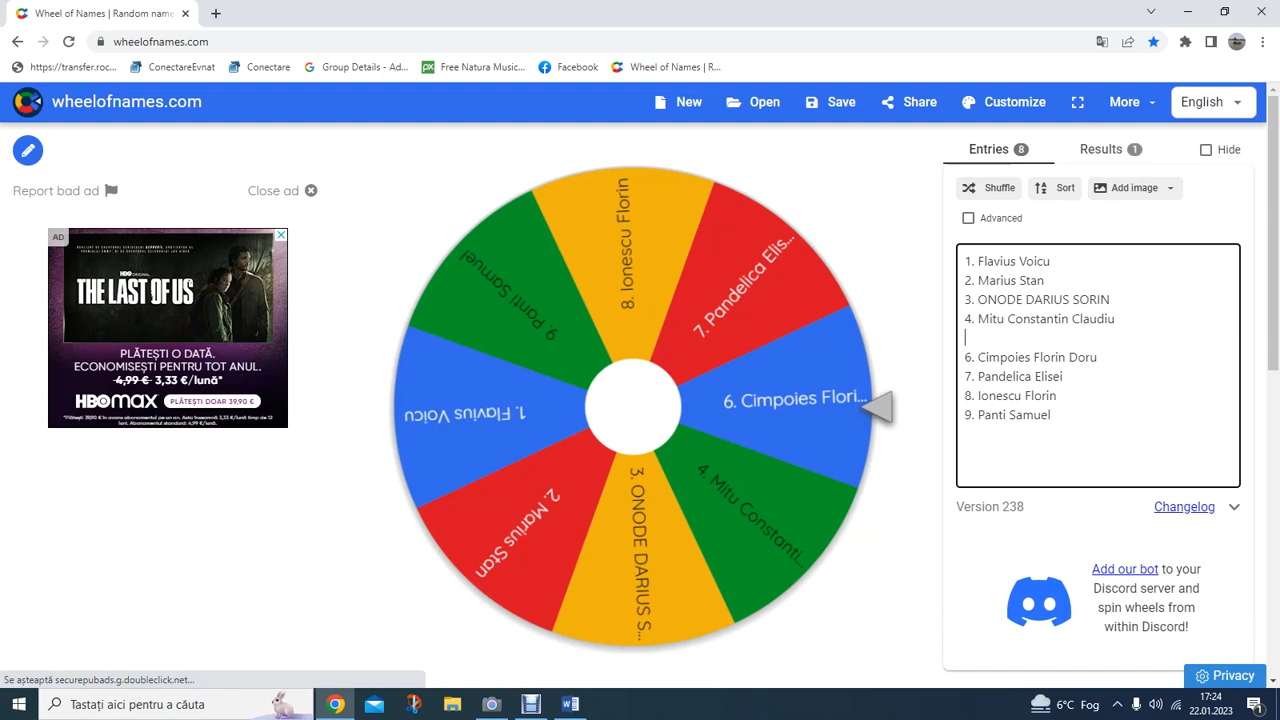 Wheel of Names | Random name
wheelofnames.com
https://transfer.roc...
ConectareEvnat
Conectare
Group Details - Ad...
Free Natura Music...
Facebook
Wheel of Names | R...
wheelofnames.com
New
Open
Save
Share
Customize
More
English
Entries 8
Results 1
Hide
Report bad ad
Close ad
Shuffle
Sort
Add image
Advanced
AD
HBO ORIGINAL
THE LAST OF US
PLĂTEȘTI O DATĂ.
ECONOMISEȘTI PENTRU TOT ANUL.
4,99 € 3,33 €/lună*
HBOMAX PLĂTEȘTI DOAR 39,90 €
8. Ionescu Florin
7. Pandelica Elis...
6. Cimpoies Flori...
4. Mitu Constanti...
3. ONODE DARIUS S...
2. Marius Stan
1. Flavius Voicu
9. Panti Samuel
1. Flavius Voicu
2. Marius Stan
3. ONODE DARIUS SORIN
4. Mitu Constantin Claudiu
6. Cimpoies Florin Doru
7. Pandelica Elisei
8. Ionescu Florin
9. Panti Samuel
Version 238
Changelog
Add our bot to your
Discord server and
spin wheels from
within Discord!
Privacy
Se așteaptă securepubads.g.doubleclick.net...
Tastați aici pentru a căuta
6°C Fog
17:24
22.01.2023